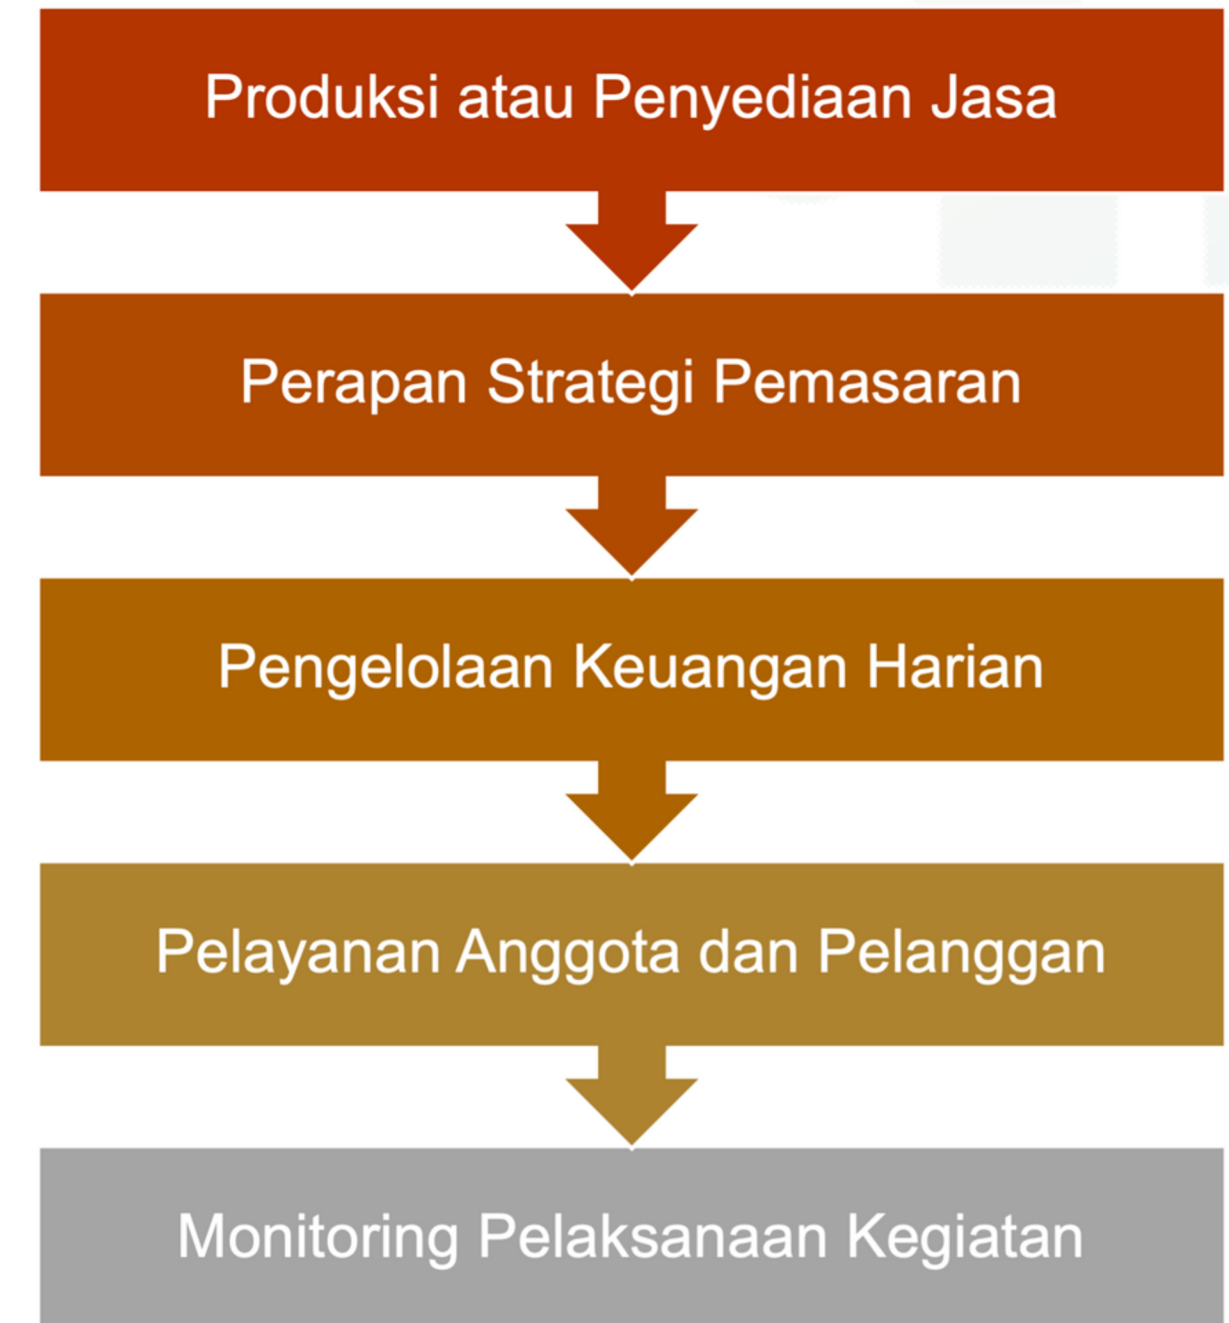 Produksi atau Penyediaan Jasa
Perapan Strategi Pemasaran
Pengelolaan Keuangan Harian
Pelayanan Anggota dan Pelanggan
Monitoring Pelaksanaan Kegiatan